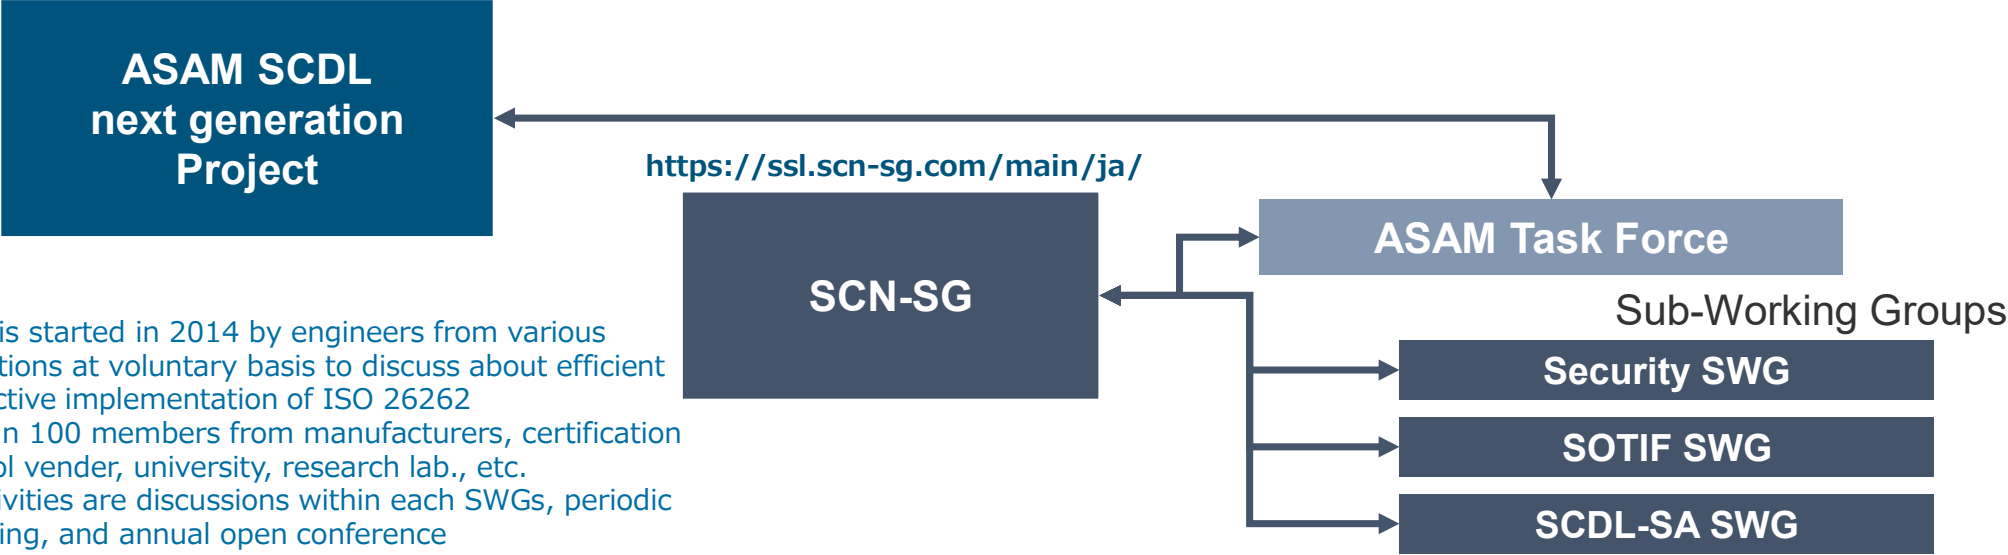 ASAM SCDL
next generation
Project
https://ssl.scn-sg.com/main/ja/
SCN-SG
ASAM Task Force
Sub-Working Groups
Security SWG
SOTIF SWG
SCDL-SA SWG
is started in 2014 by engineers from various
tions at voluntary basis to discuss about efficient
ctive implementation of ISO 26262
n 100 members from manufacturers, certification
ol vender, university, research lab., etc.
ivities are discussions within each SWGs, periodic
ing, and annual open conference